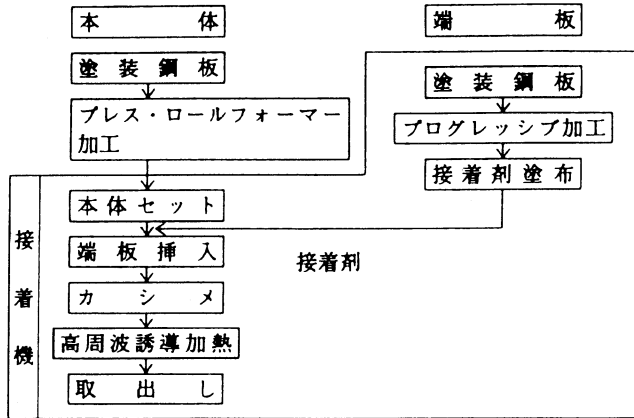 本体
塗装鋼板
プレス・ロールフォーマー
加工
端板
塗装鋼板
プログレッシブ加工
接着剤塗布
接着機
本体セット
端板挿入
カシメ
高周波誘導加熱
取出し
接着剤